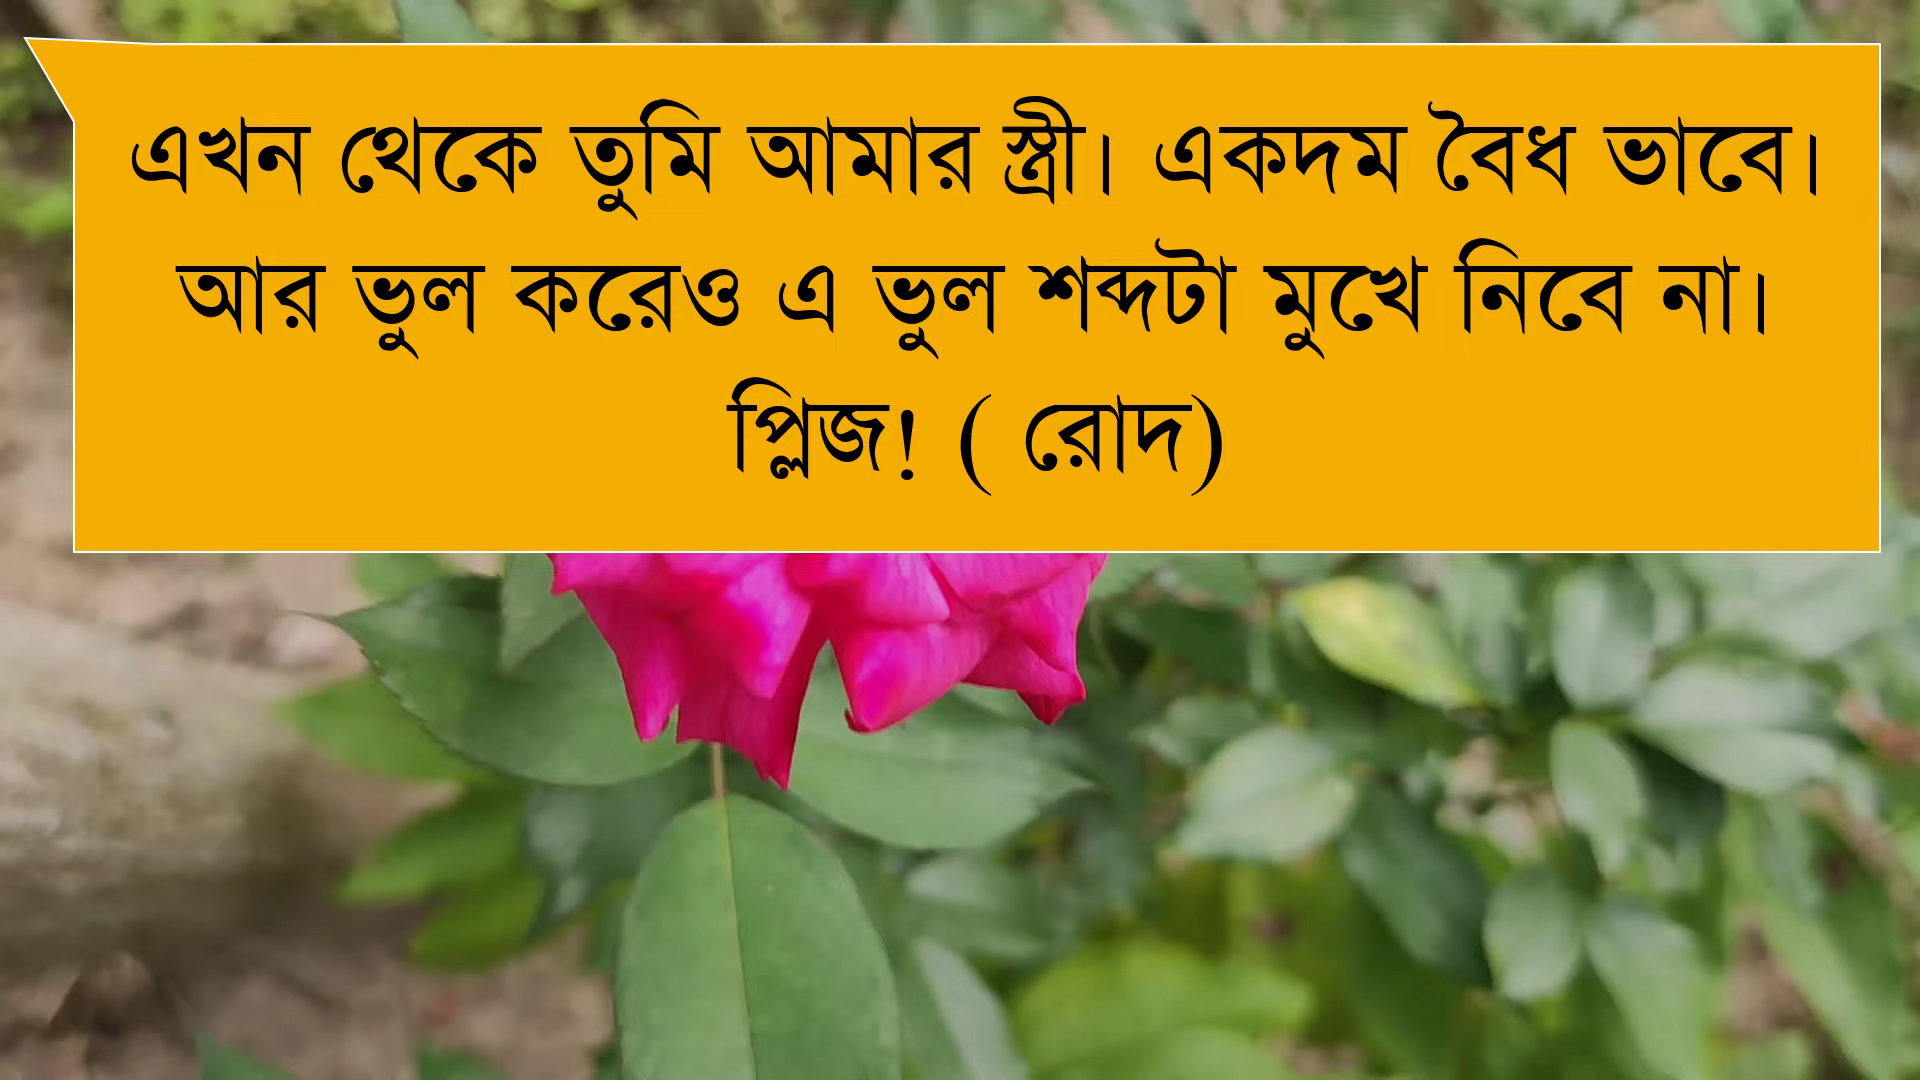 এখন থেকে তুমি আমার স্ত্রী। একদম বৈধ ভাবে।
আর ভুল করেও এ ভুল শব্দটা মুখে নিবে না।
প্লিজ! ( রোদ)